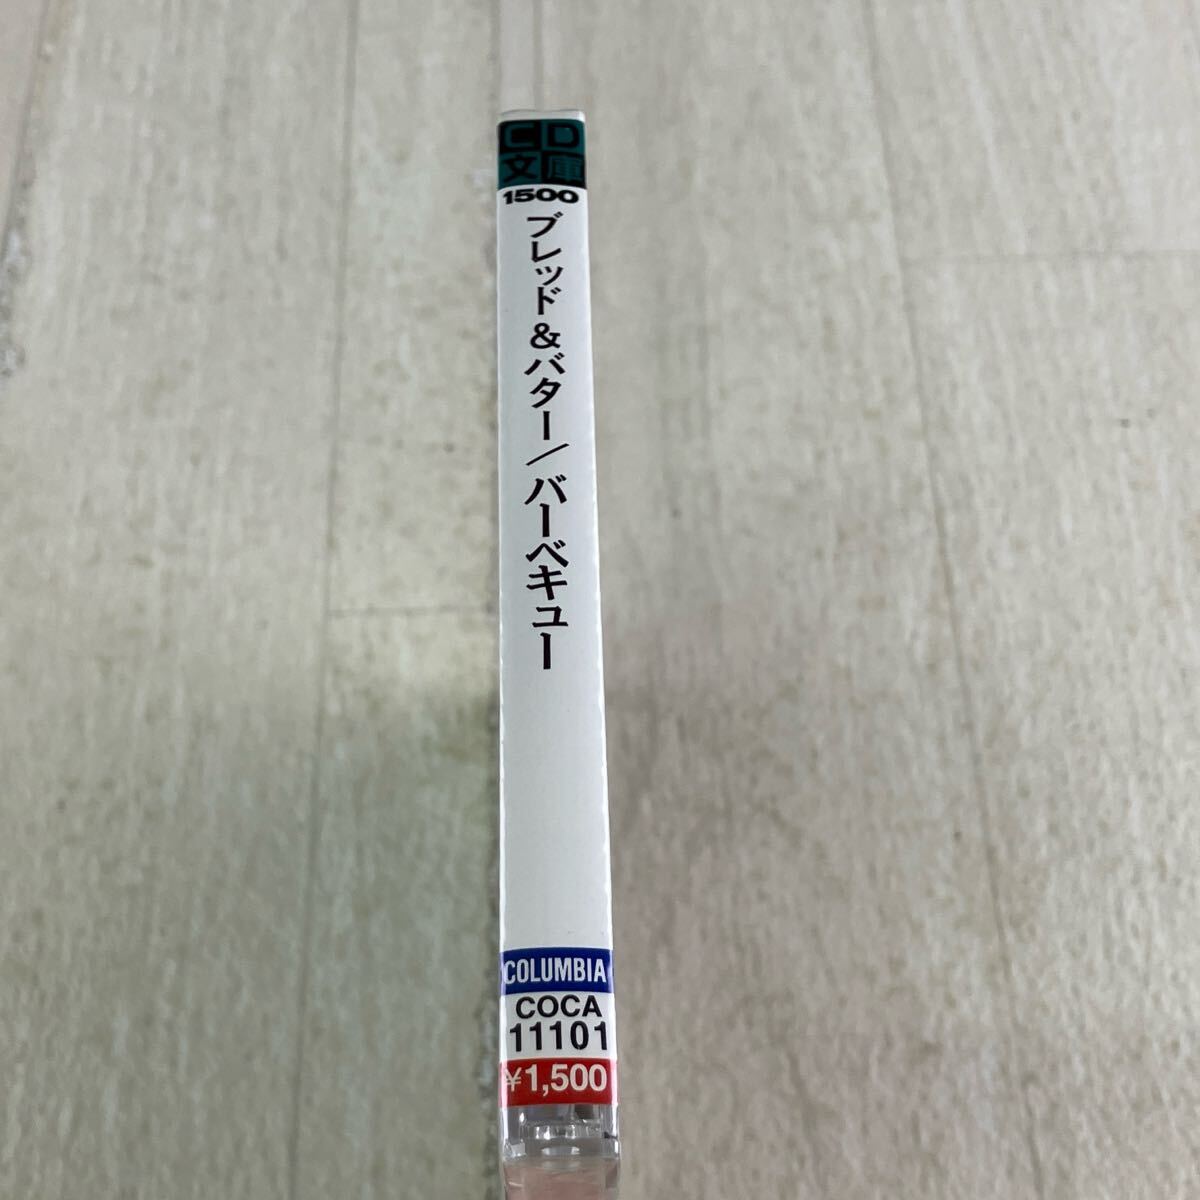 CD
文庫
1500
ブレッド&バター/バーベキュー
COLUMBIA
COCA
11101
¥1,500